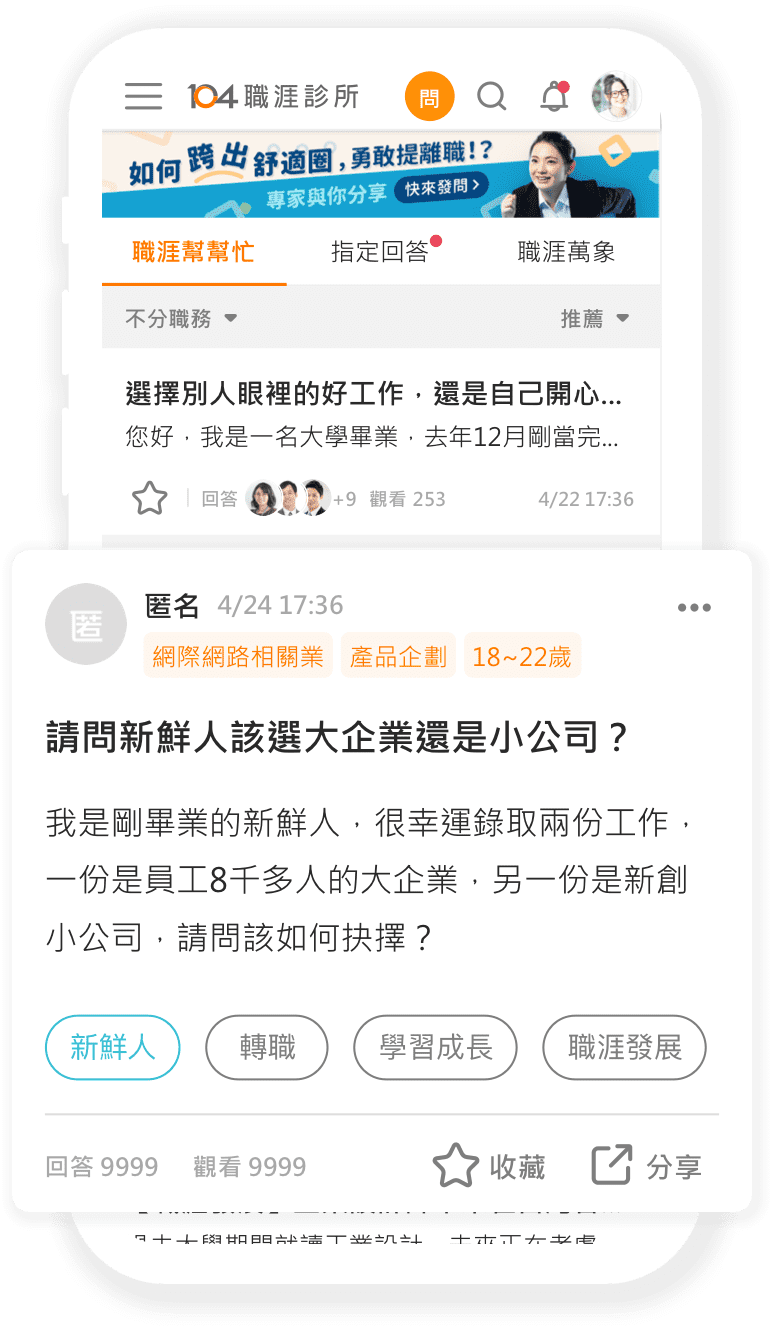 104職涯診所
問
如何跨出舒適圈，勇敢提離職！？
專家與你分享 快來發問
職涯幫幫忙 指定回答 職涯萬象
不分職務 推薦
選擇別人眼裡的好工作，還是自己開心...
您好，我是一名大學畢業，去年12月剛當完...
回答 +9 觀看 253 4/22 17:36
匿
匿名 4/24 17:36
網際網路相關業 產品企劃 18~22歲
請問新鮮人該選大企業還是小公司？
我是剛畢業的新鮮人，很幸運錄取兩份工作，
一份是員工8千多人的大企業，另一份是新創
小公司，請問該如何抉擇？
新鮮人 轉職 學習成長 職涯發展
回答 9999 觀看 9999 收藏 分享